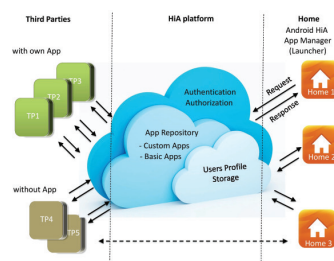 Third Parties
HiA platform
Home
Android HiA
App Manager
(Launcher)
with own App
TP3
TP2
TP1
Authentication
Authorization
Request
Response
Home 1
App Repository
- Custom Apps
- Basic Apps
Users Profile
Storage
Home 2
without App
TP4
TP5
Home 3